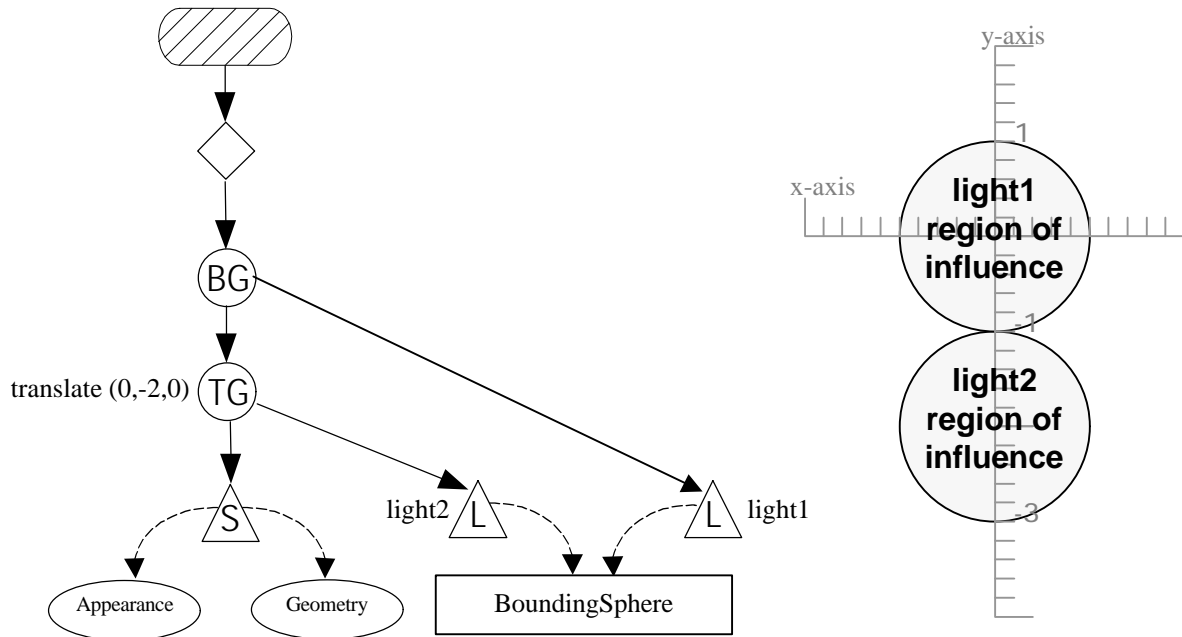 BG
translate (0,-2,0)
TG
S
light2
L
L
light1
Appearance
Geometry
BoundingSphere
y-axis
1
x-axis
light1
region of
influence
-1
light2
region of
influence
-3